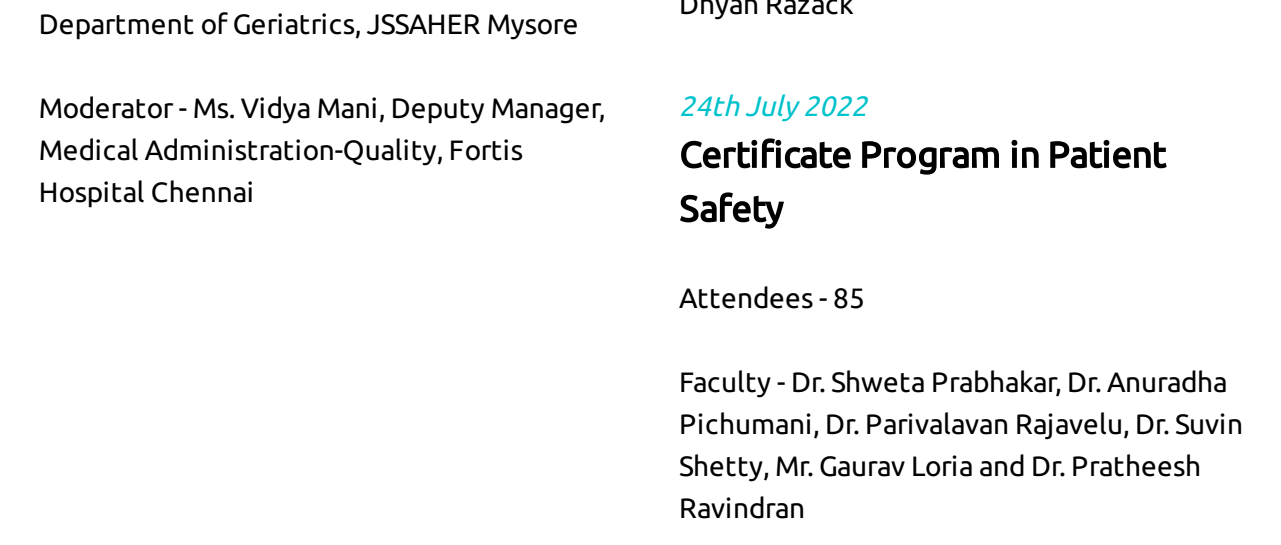 Department of Geriatrics, JSSAHER Mysore
Moderator - Ms. Vidya Mani, Deputy Manager,
Medical Administration-Quality, Fortis
Hospital Chennai
Dhyan Razack
24th July 2022
Certificate Program in Patient
Safety
Attendees - 85
Faculty - Dr. Shweta Prabhakar, Dr. Anuradha
Pichumani, Dr. Parivalavan Rajavelu, Dr. Suvin
Shetty, Mr. Gaurav Loria and Dr. Pratheesh
Ravindran